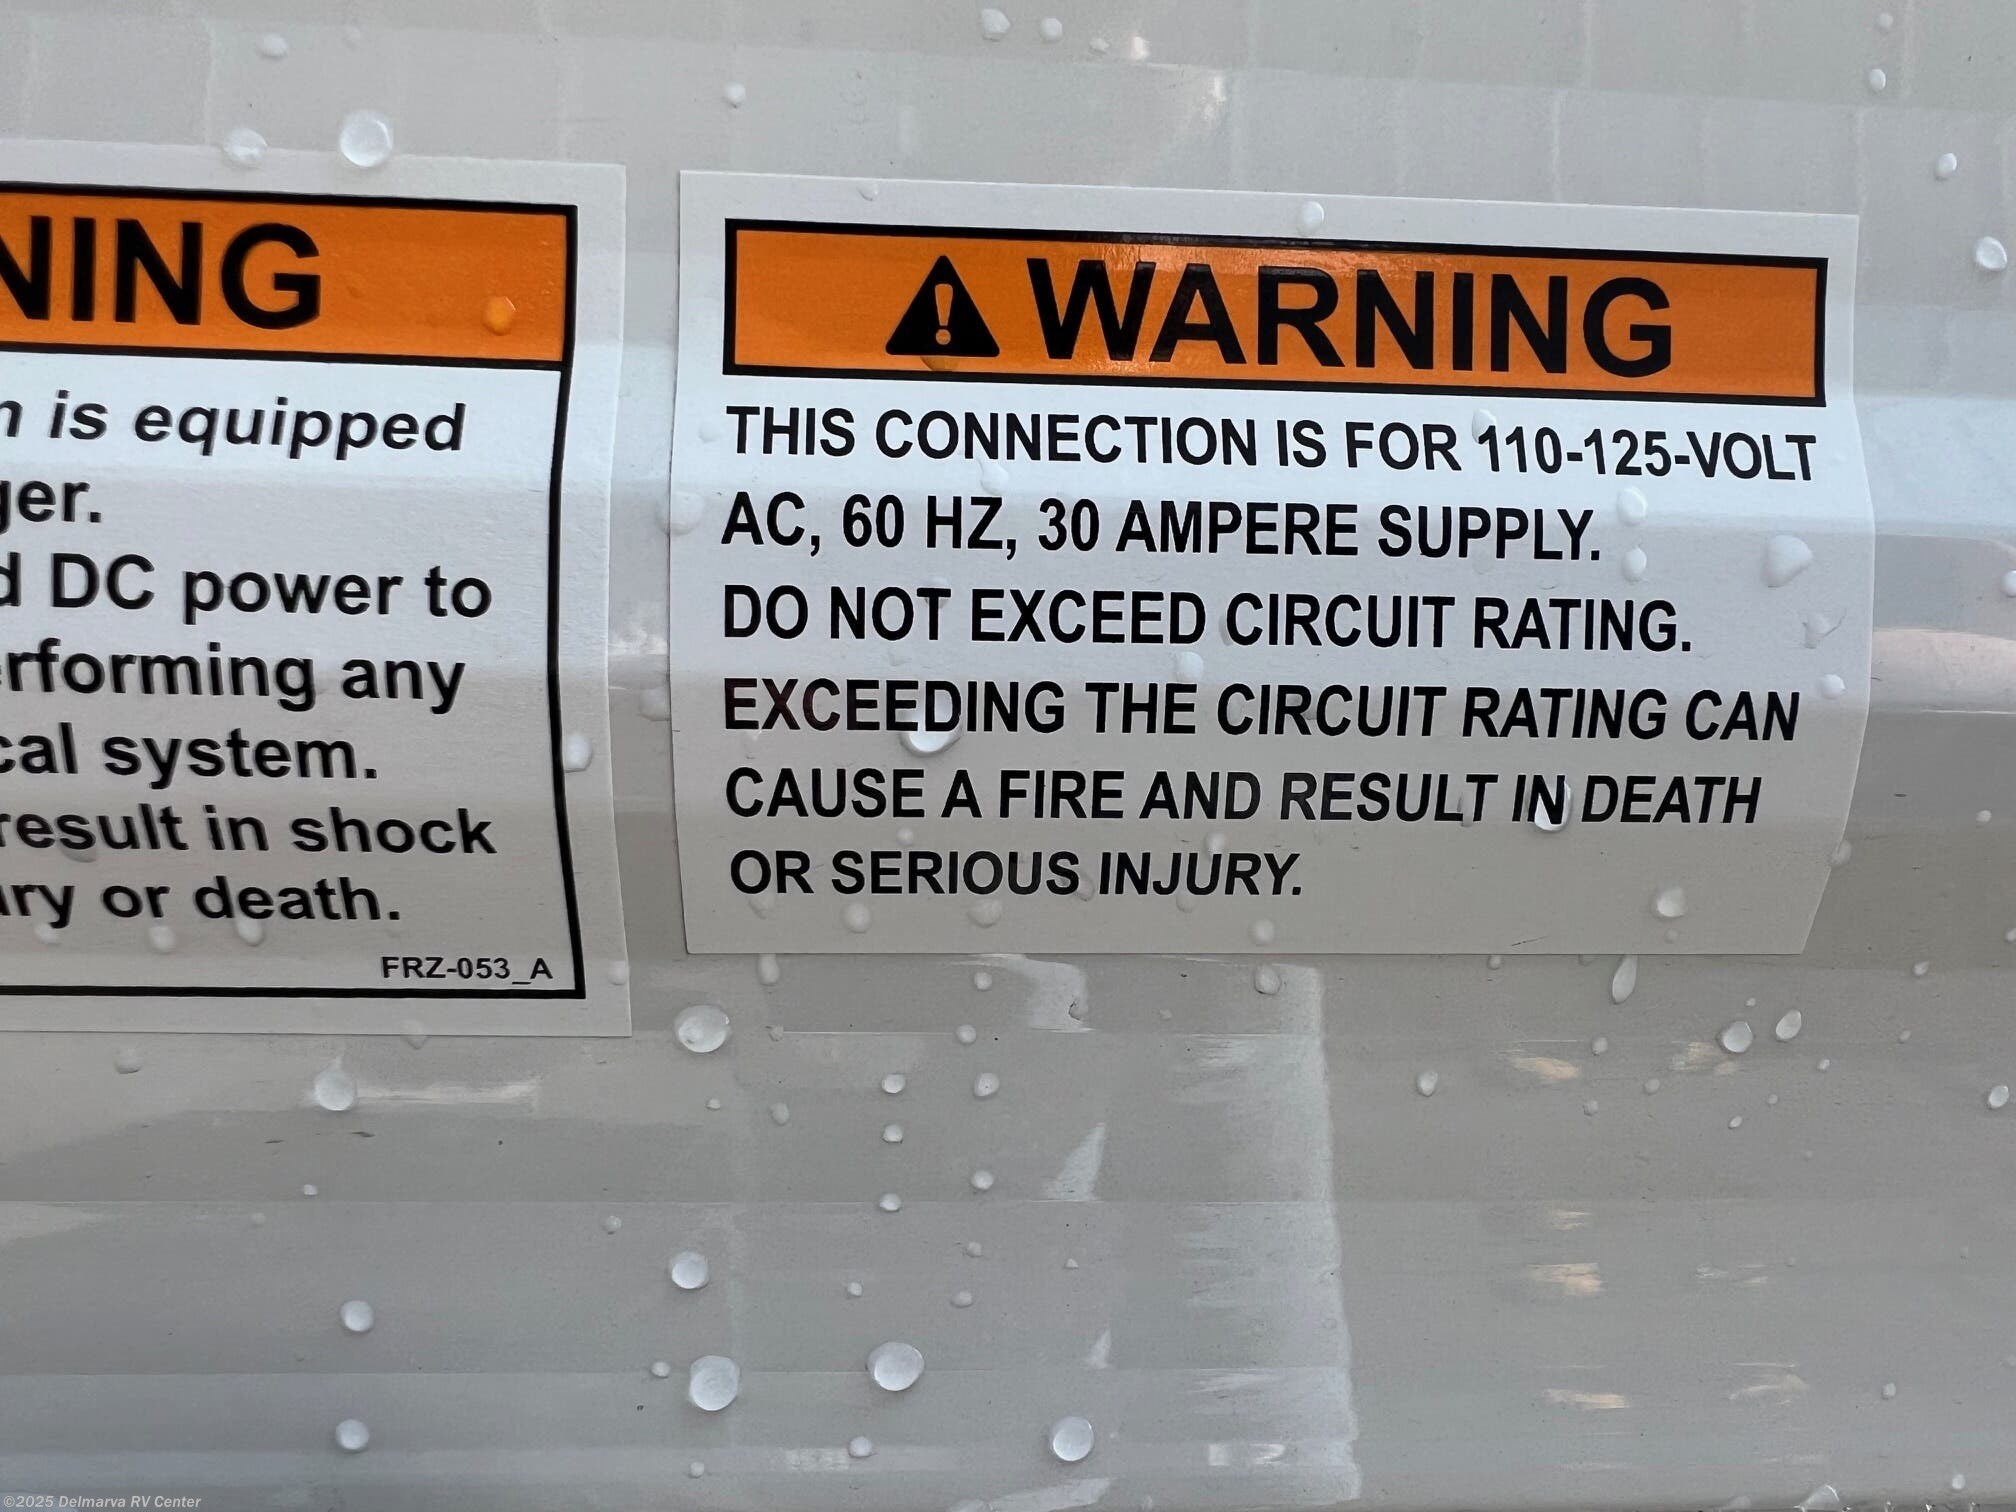 NING
is equipped
ger.
d DC power to
erforming any
cal system.
result in shock
ury or death.
FRZ-053_A
WARNING
THIS CONNECTION IS FOR 110-125-VOLT
AC, 60 HZ, 30 AMPERE SUPPLY.
DO NOT EXCEED CIRCUIT RATING.
EXCEEDING THE CIRCUIT RATING CAN
CAUSE A FIRE AND RESULT IN DEATH
OR SERIOUS INJURY.
©2025 Delmarva RV Center